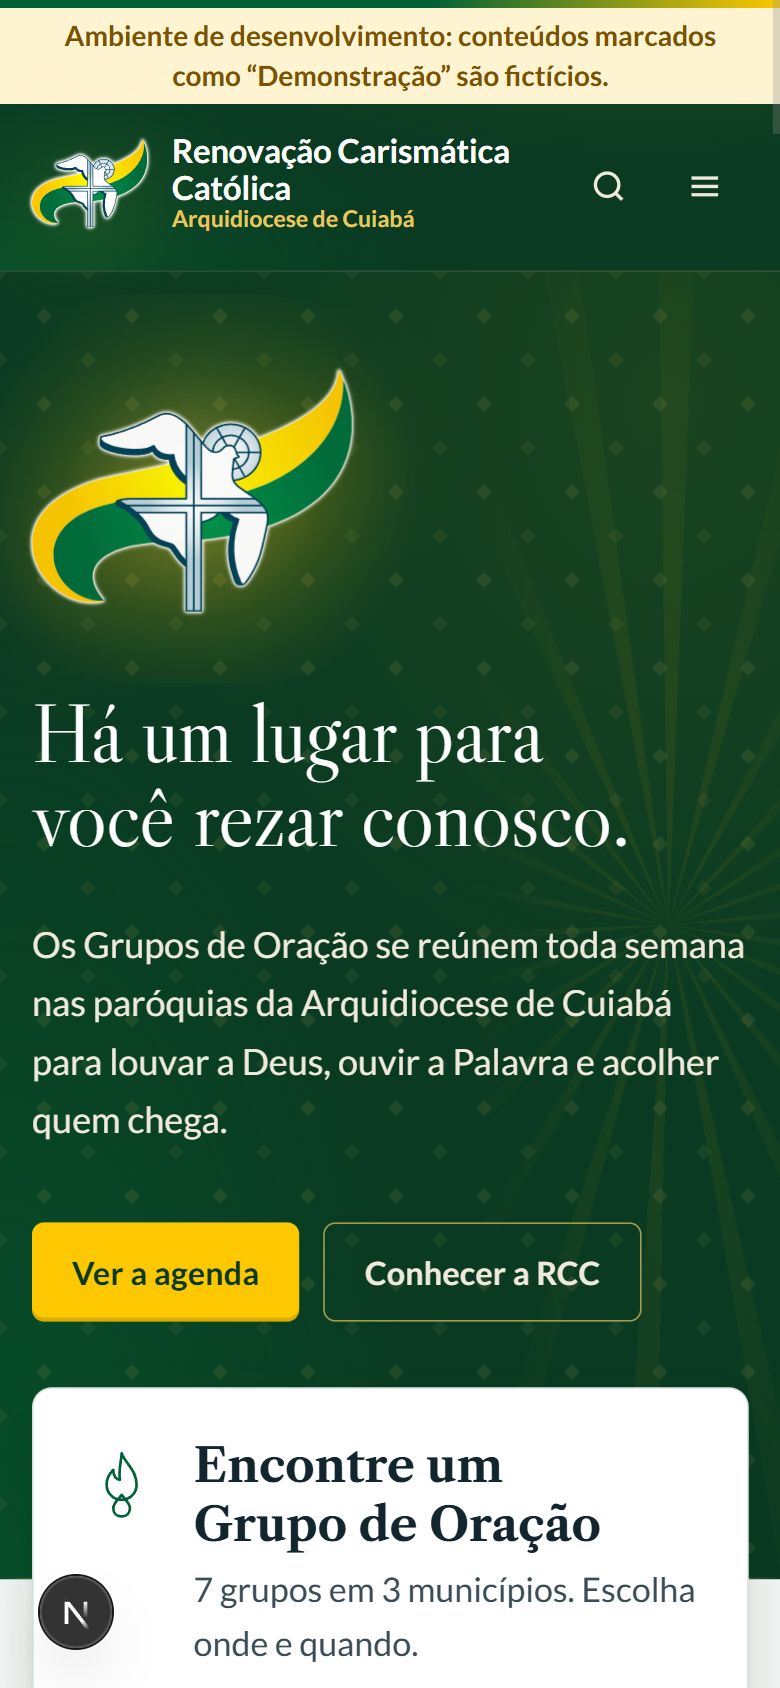 Ambiente de desenvolvimento: conteúdos marcados
como “Demonstração” são fictícios.
Renovação Carismática
Católica
Arquidiocese de Cuiabá
Há um lugar para
você rezar conosco.
Os Grupos de Oração se reúnem toda semana
nas paróquias da Arquidiocese de Cuiabá
para louvar a Deus, ouvir a Palavra e acolher
quem chega.
Ver a agenda
Conhecer a RCC
Encontre um
Grupo de Oração
7 grupos em 3 municípios. Escolha
onde e quando.
N